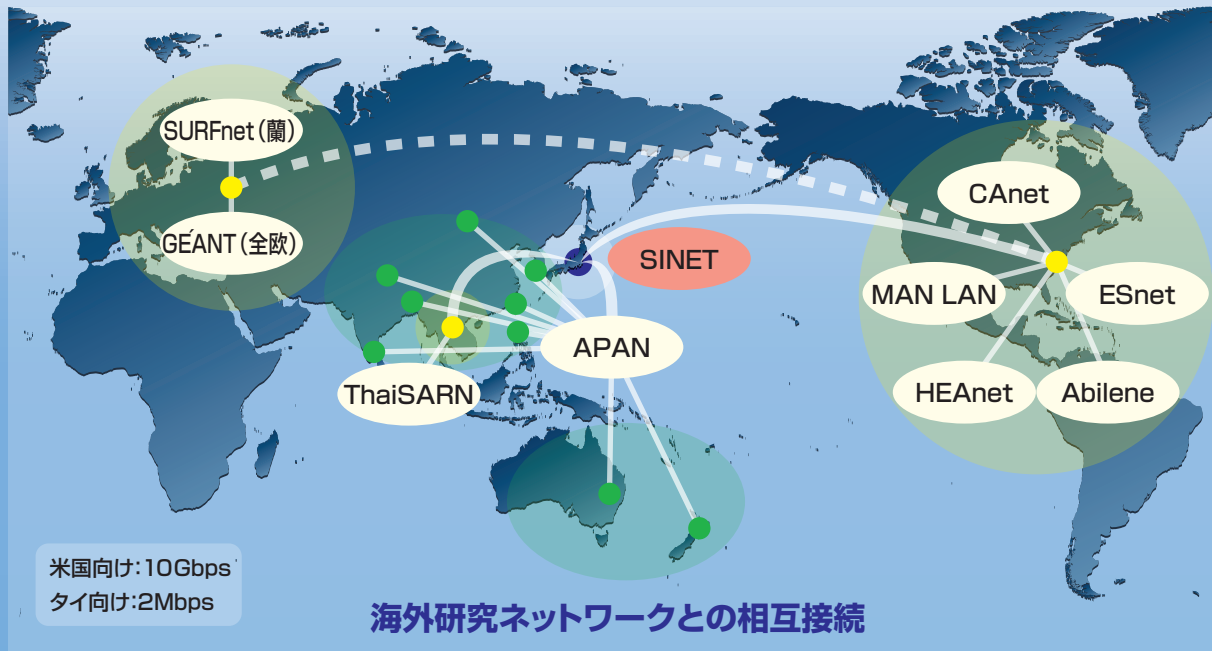 SURFnet(蘭)
GÉANT(全欧)
SINET
CAnet
MAN LAN
ESnet
APAN
ThaiSARN
HEAnet
Abilene
米国向け:10Gbps
タイ向け:2Mbps
海外研究ネットワークとの相互接続